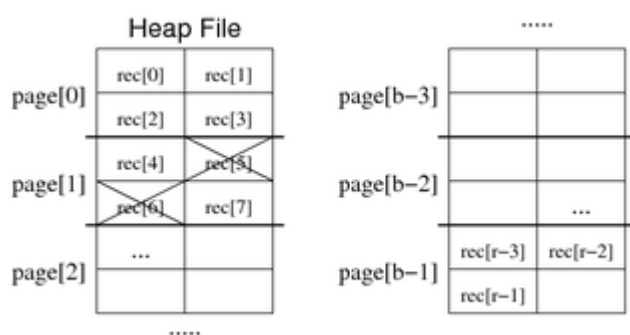 Heap File
page[0]
rec[0] rec[1]
rec[2] rec[3]
page[1]
rec[4] rec[5]
rec[6] rec[7]
page[2]
...
.....
.....
page[b−3]
page[b−2]
...
page[b−1]
rec[r−3] rec[r−2]
rec[r−1]